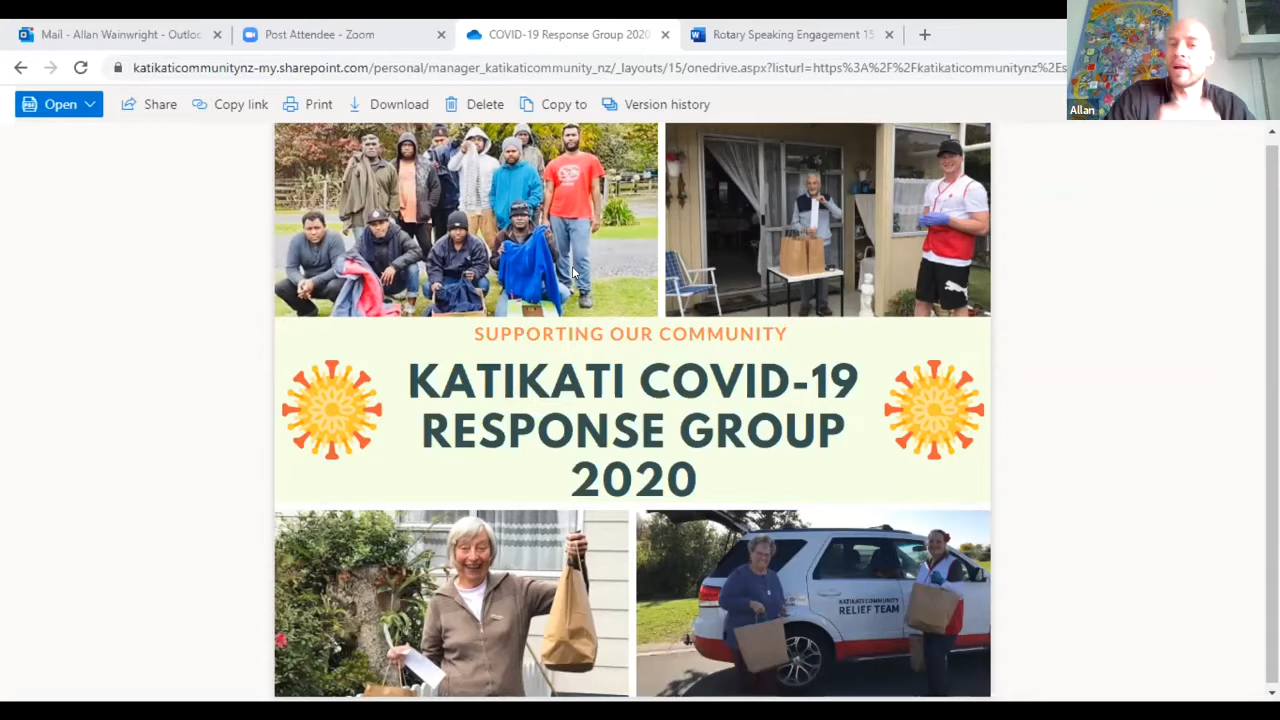 Mail - Allan Wainwright - Outloo
Post Attendee - Zoom
COVID-19 Response Group 2020
Rotary Speaking Engagement 15
katikaticommunitynz-my.sharepoint.com/personal/manager_katikaticommunity_nz/_layouts/15/onedrive.aspx?listurl=https%3A%2F%2Fkatikaticommunitynz%2Es
Allan
Open
Share
Copy link
Print
Download
Delete
Copy to
Version history
SUPPORTING OUR COMMUNITY
KATIKATI COVID-19
RESPONSE GROUP
2020
KATIKATI COMMUNITY
RELIEF TEAM